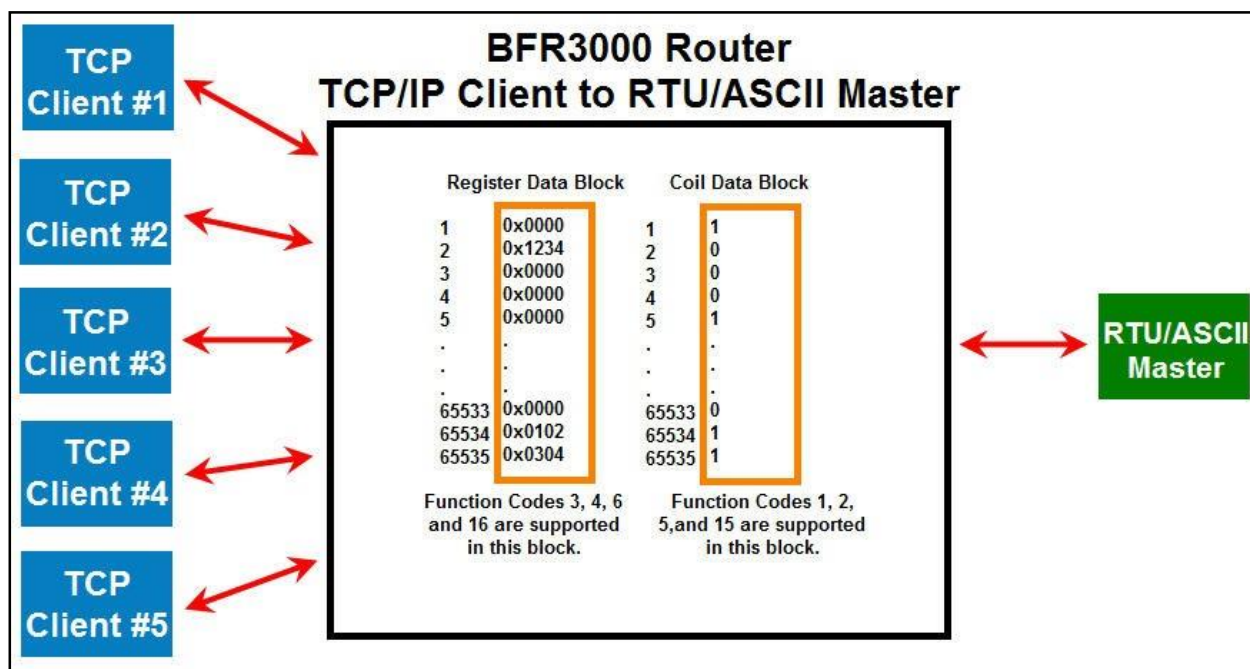 BFR3000 Router
TCP/IP Client to RTU/ASCII Master
TCP
Client #1
TCP
Client #2
TCP
Client #3
TCP
Client #4
TCP
Client #5
Register Data Block
1 0x0000
2 0x1234
3 0x0000
4 0x0000
5 0x0000
. .
. .
. .
65533 0x0000
65534 0x0102
65535 0x0304
Function Codes 3, 4, 6
and 16 are supported
in this block.
Coil Data Block
1 1
2 0
3 0
4 0
5 1
. .
. .
. .
65533 0
65534 1
65535 1
Function Codes 1, 2,
5,and 15 are supported
in this block.
RTU/ASCII
Master